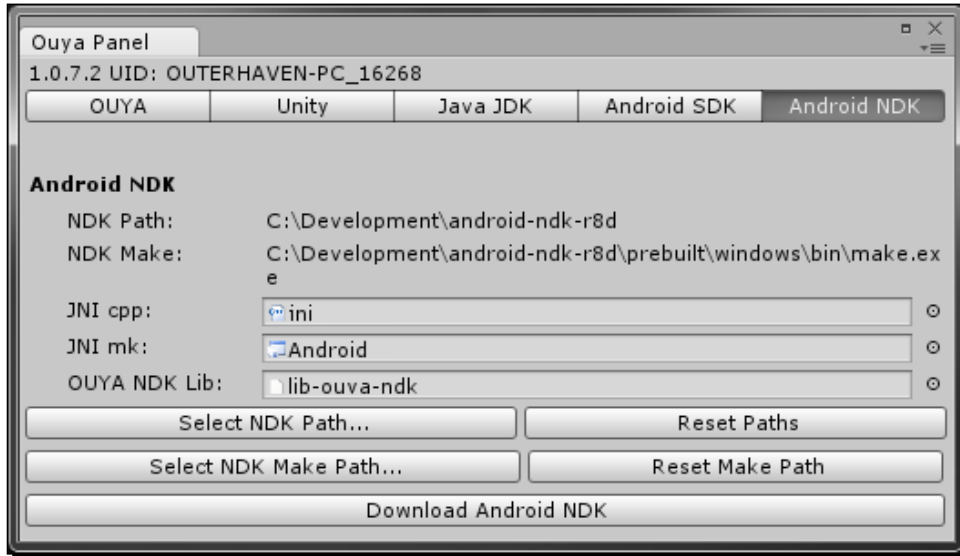 Ouya Panel
1.0.7.2 UID: OUTERHAVEN-PC_16268
OUYA Unity Java JDK Android SDK Android NDK
Android NDK
NDK Path: C:\Development\android-ndk-r8d
NDK Make: C:\Development\android-ndk-r8d\prebuilt\windows\bin\make.ex
e
JNI cpp: jni
JNI mk: Android
OUYA NDK Lib: lib-ouya-ndk
Select NDK Path... Reset Paths
Select NDK Make Path... Reset Make Path
Download Android NDK